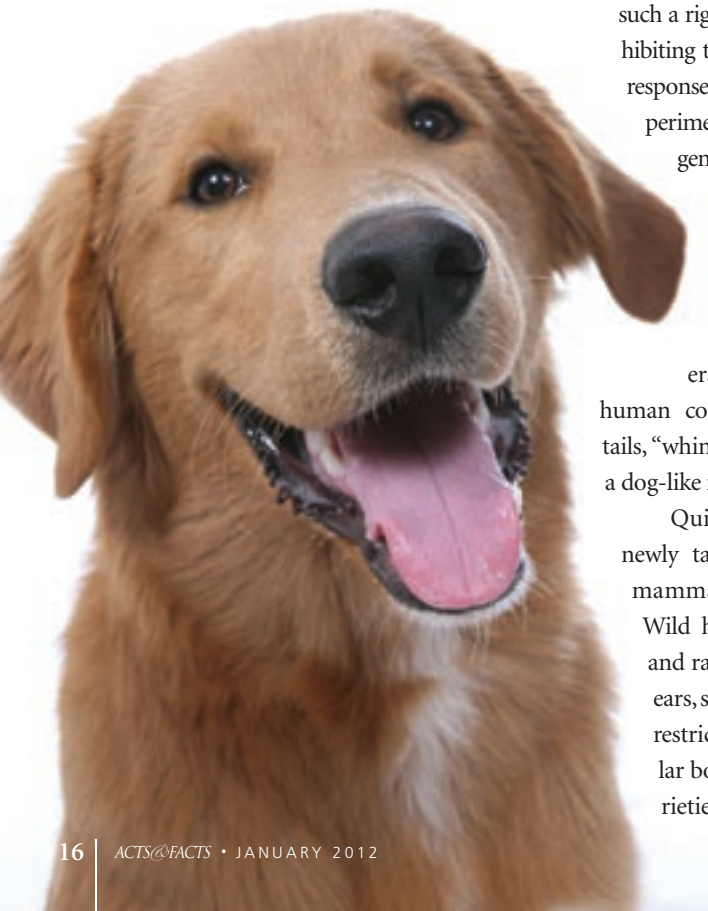 such a rig
hibiting t
response
perime
gen
era
human co
tails, “whin
a dog-like
Qui
newly ta
mamma
Wild h
and ra
ears, s
restric
lar bo
rietie
16 | ACTS&FACTS • JANUARY 2012